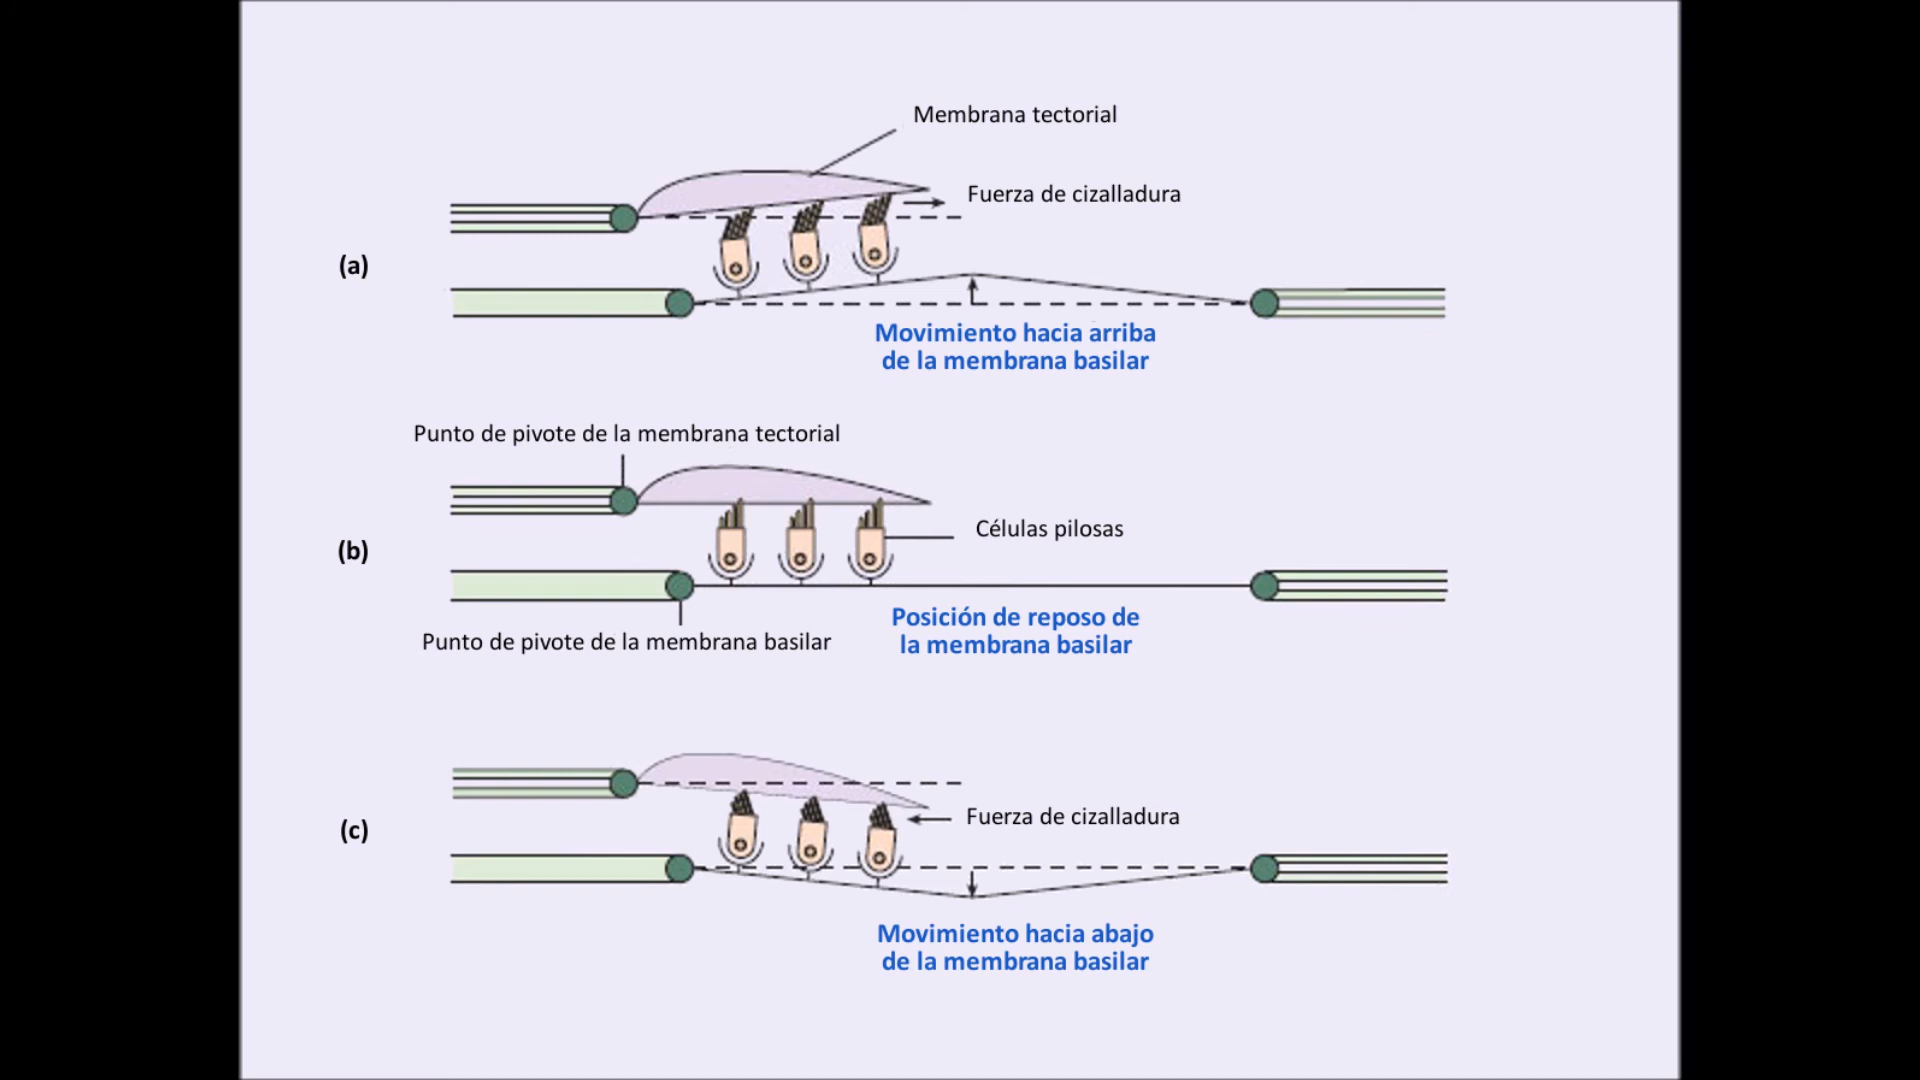 Membrana tectorial
Fuerza de cizalladura
(a)
Movimiento hacia arriba
de la membrana basilar
Punto de pivote de la membrana tectorial
Células pilosas
(b)
Posición de reposo de
la membrana basilar
Punto de pivote de la membrana basilar
Fuerza de cizalladura
(c)
Movimiento hacia abajo
de la membrana basilar